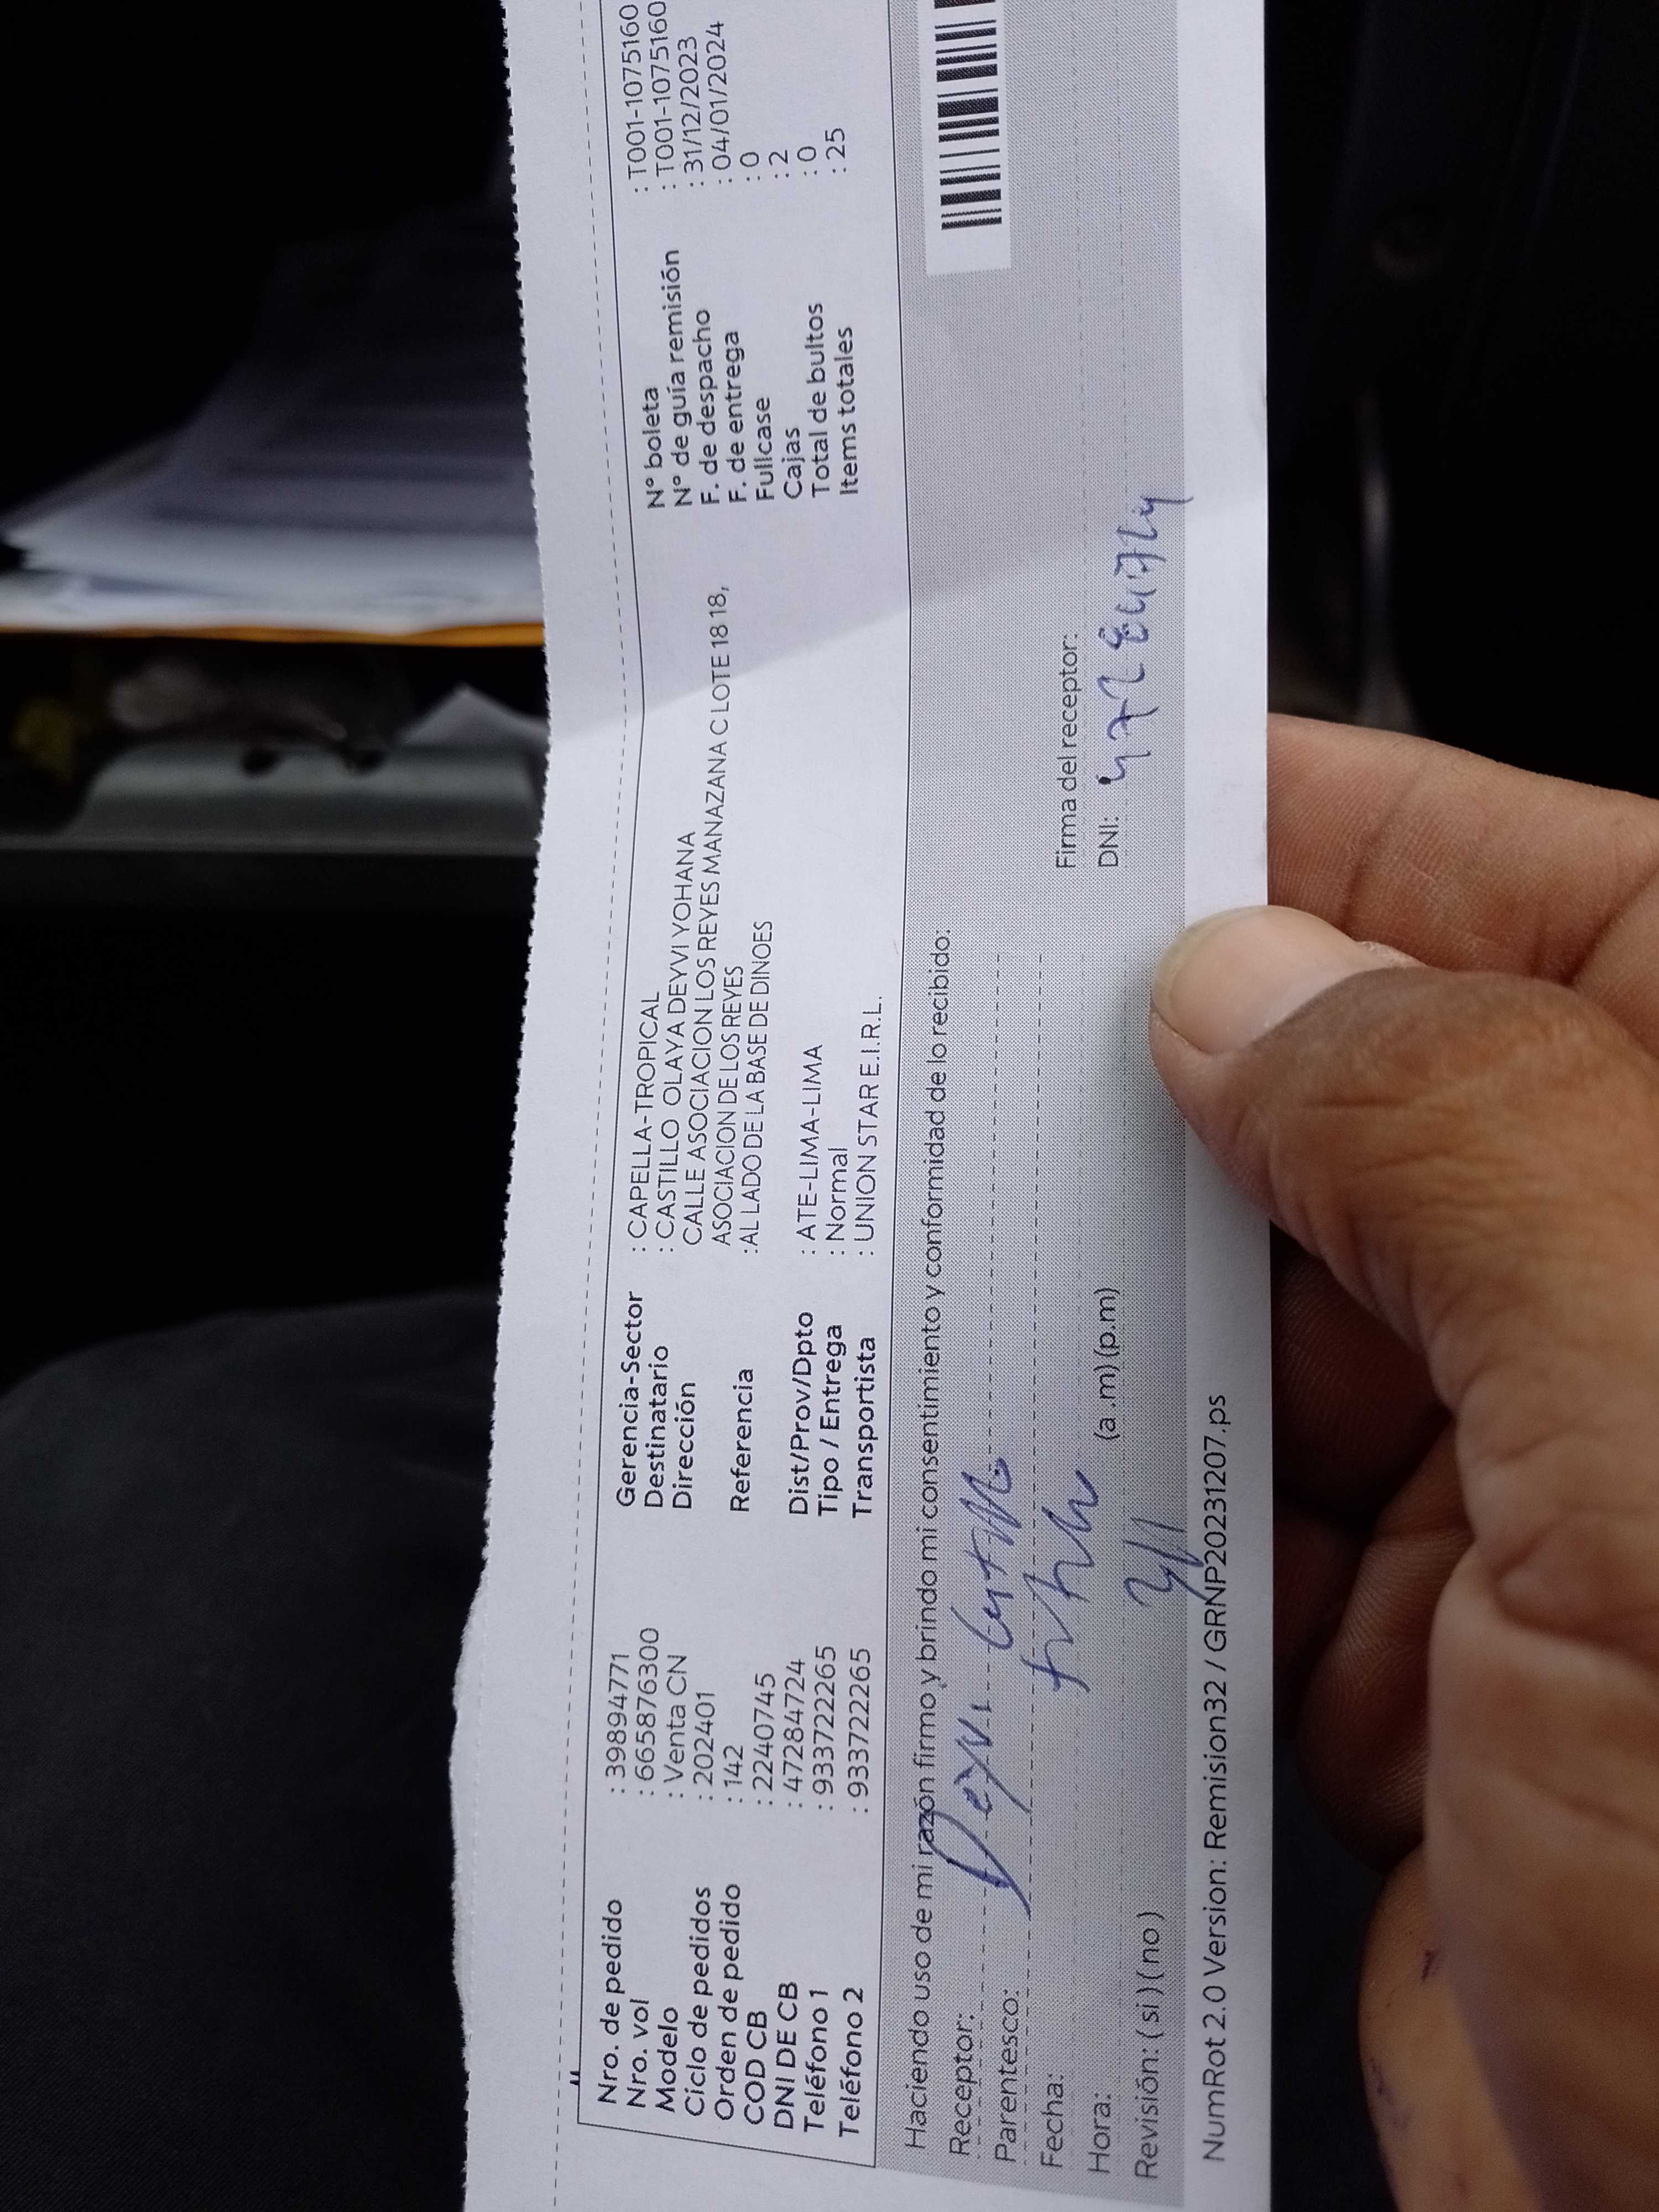 Nro. de pedido : 39894771 Gerencia-Sector : CAPELLA-TROPICAL N° boleta : T001-1075160
Nro. vol : 665876300 Destinatario : CASTILLO OLAYA DEYVI YOHANA N° de guía remisión : T001-1075160
Modelo : Venta CN Dirección CALLE ASOCIACION LOS REYES MANAZANA C LOTE 18 18, F. de despacho : 31/12/2023
Ciclo de pedidos : 202401 ASOCIACION DE LOS REYES F. de entrega : 04/01/2024
Orden de pedido : 142 Referencia :AL LADO DE LA BASE DE DINOES Fullcase : 0
COD CB : 2240745 Cajas : 2
DNI DE CB : 47284724 Dist/Prov/Dpto : ATE-LIMA-LIMA Total de bultos : 0
Teléfono 1 : 933722265 Tipo / Entrega : Normal Items totales : 25
Teléfono 2 : 933722265 Transportista : UNION STAR E.I.R.L.
Haciendo uso de mi razón firmo y brindo mi consentimiento y conformidad de lo recibido:
Receptor: Deyvi Castillo
Parentesco:
Fecha: Firma del receptor:
Hora: (a .m) (p.m) DNI: 47284724
Revisión: ( si ) ( no )
NumRot 2.0 Version: Remision32 / GRNP20231207.ps